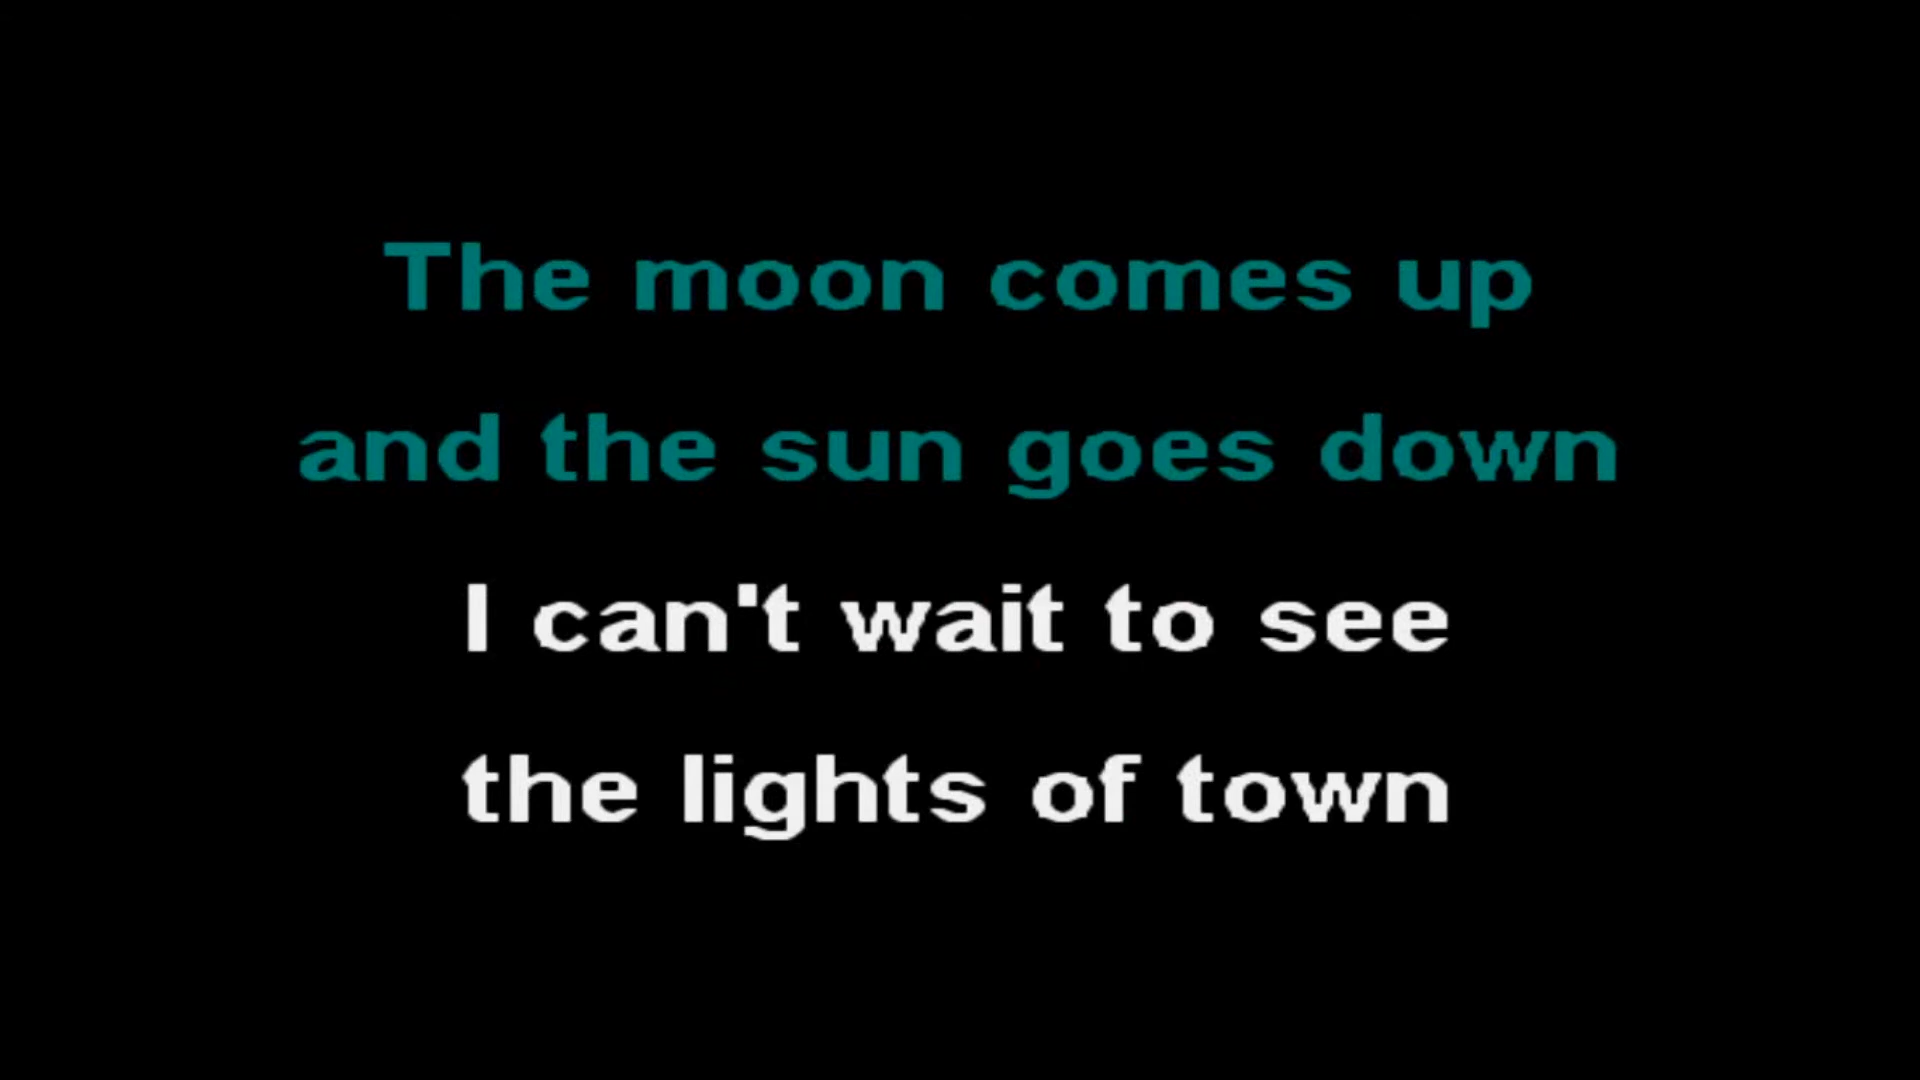 The moon comes up
and the sun goes down
I can't wait to see
the lights of town